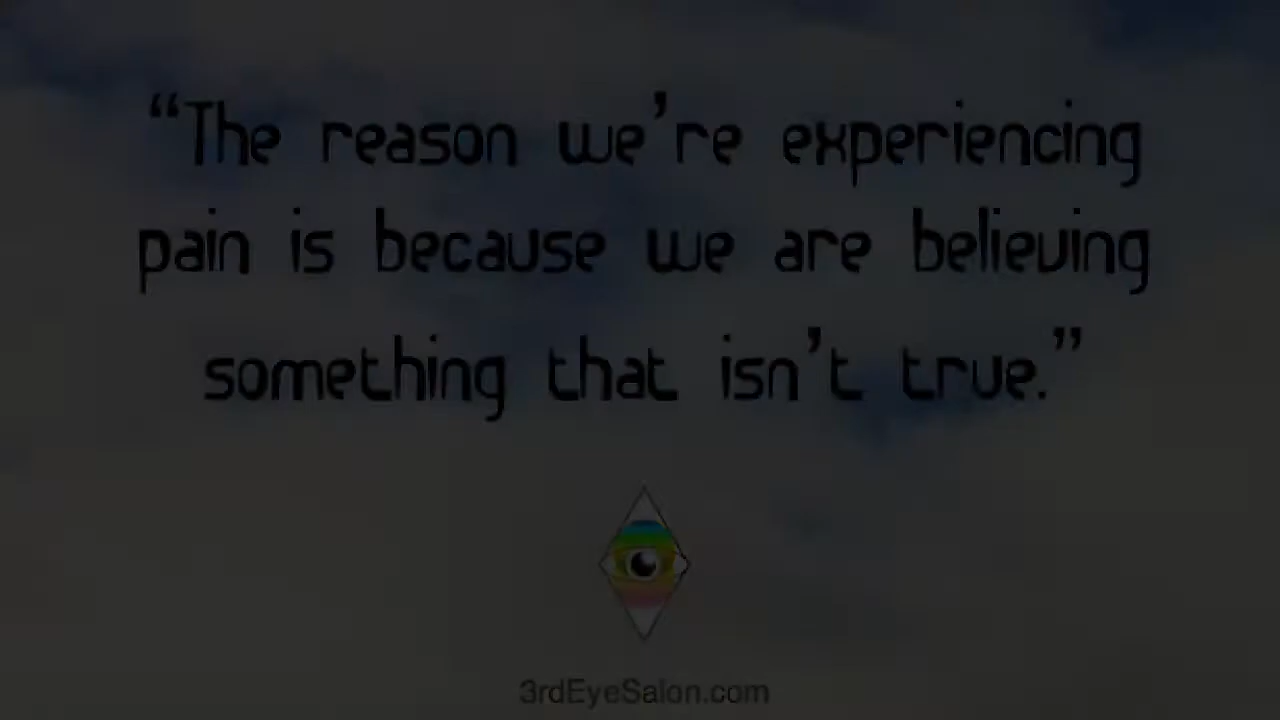 “The reason we’re experiencing
pain is because we are believing
something that isn’t true.”
3rdEyeSalon.com